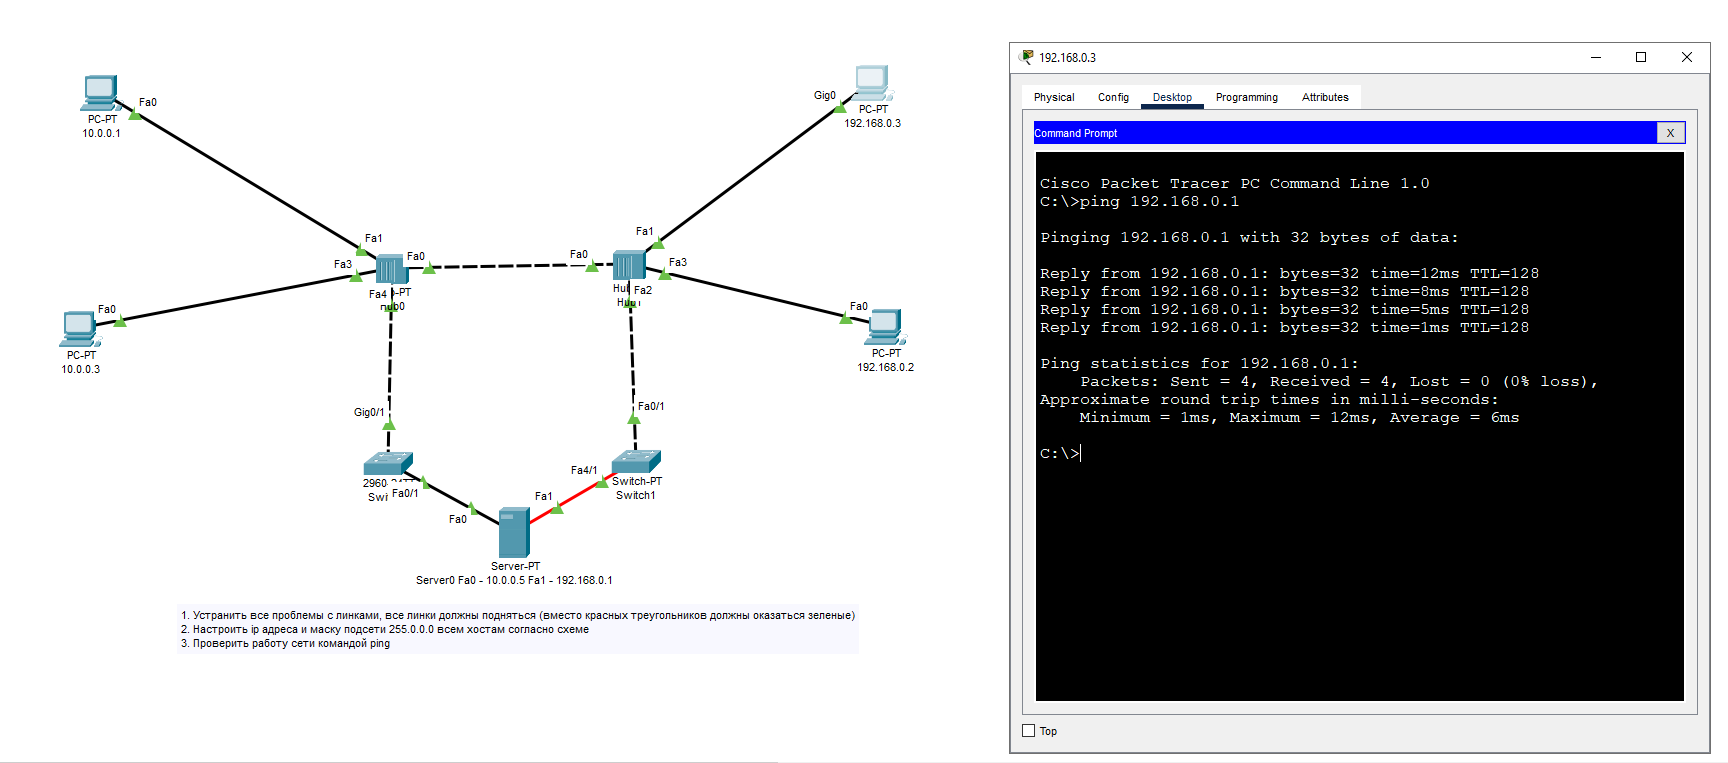 Fa0
PC-PT
10.0.0.1
Fa1
Fa3
Fa0
Fa4
-PT
Hub0
Fa0
PC-PT
10.0.0.3
Gig0
PC-PT
192.168.0.3
Fa1
Fa0
Fa3
Fa2
Hub1
Fa0
PC-PT
192.168.0.2
Gig0/1
2960
Fa0/1
Fa0/1
Fa4/1
Switch-PT
Switch1
Fa0
Fa1
Server-PT
Server0 Fa0 - 10.0.0.5 Fa1 - 192.168.0.1
1. Устранить все проблемы с линками, все линки должны подняться (вместо красных треугольников должны оказаться зеленые)
2. Настроить ip адреса и маску подсети 255.0.0.0 всем хостам согласно схеме
3. Проверить работу сети командой ping
192.168.0.3
Physical Config Desktop Programming Attributes
Command Prompt X
Cisco Packet Tracer PC Command Line 1.0
C:\>ping 192.168.0.1
Pinging 192.168.0.1 with 32 bytes of data:
Reply from 192.168.0.1: bytes=32 time=12ms TTL=128
Reply from 192.168.0.1: bytes=32 time=8ms TTL=128
Reply from 192.168.0.1: bytes=32 time=5ms TTL=128
Reply from 192.168.0.1: bytes=32 time=1ms TTL=128
Ping statistics for 192.168.0.1:
Packets: Sent = 4, Received = 4, Lost = 0 (0% loss),
Approximate round trip times in milli-seconds:
Minimum = 1ms, Maximum = 12ms, Average = 6ms
C:\>
Top